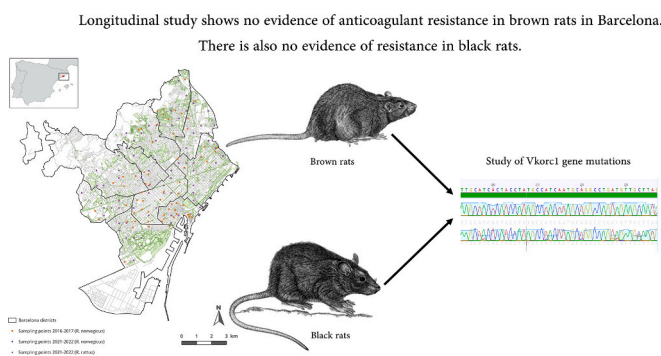 Longitudinal study shows no evidence of anticoagulant resistance in brown rats in Barcelona.
There is also no evidence of resistance in black rats.
Brown rats
Study of Vkorc1 gene mutations
Black rats
N
0 1 2 3 km
Barcelona districts
Sampling points 2016-2017 (R. norvegicus)
Sampling points 2021-2022 (R. norvegicus)
Sampling points 2021-2022 (R. rattus)